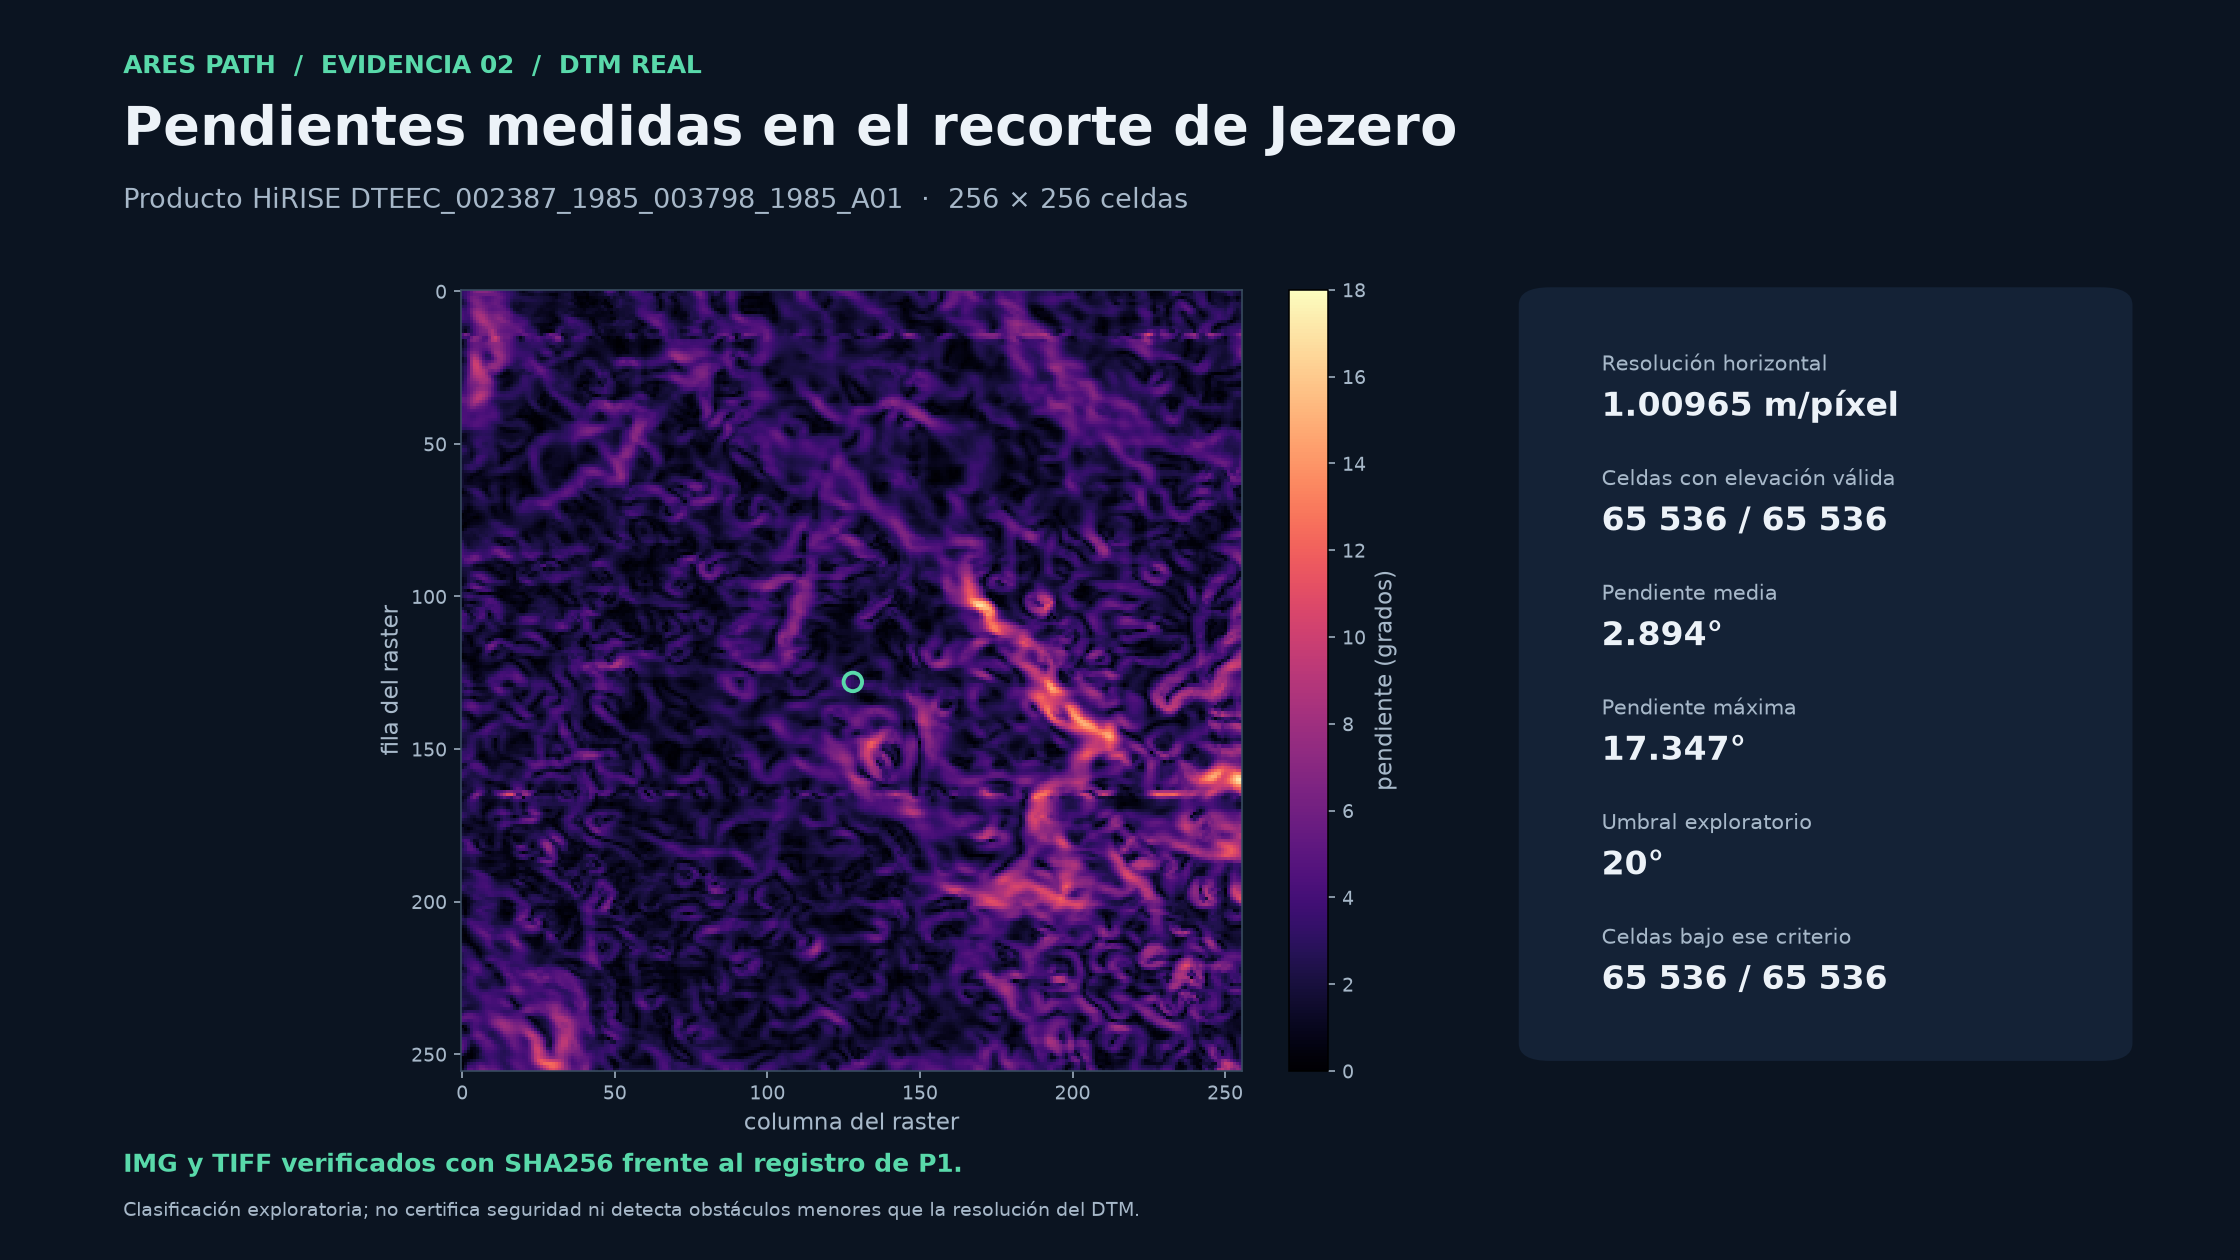 ARES PATH / EVIDENCIA 02 / DTM REAL
Pendientes medidas en el recorte de Jezero
Producto HiRISE DTEEC_002387_1985_003798_1985_A01 · 256 × 256 celdas
0
50
100
150
200
250
fila del raster
0
50
100
150
200
250
columna del raster
18
16
14
12
10
8
6
4
2
0
pendiente (grados)
Resolución horizontal
1.00965 m/píxel
Celdas con elevación válida
65 536 / 65 536
Pendiente media
2.894°
Pendiente máxima
17.347°
Umbral exploratorio
20°
Celdas bajo ese criterio
65 536 / 65 536
IMG y TIFF verificados con SHA256 frente al registro de P1.
Clasificación exploratoria; no certifica seguridad ni detecta obstáculos menores que la resolución del DTM.